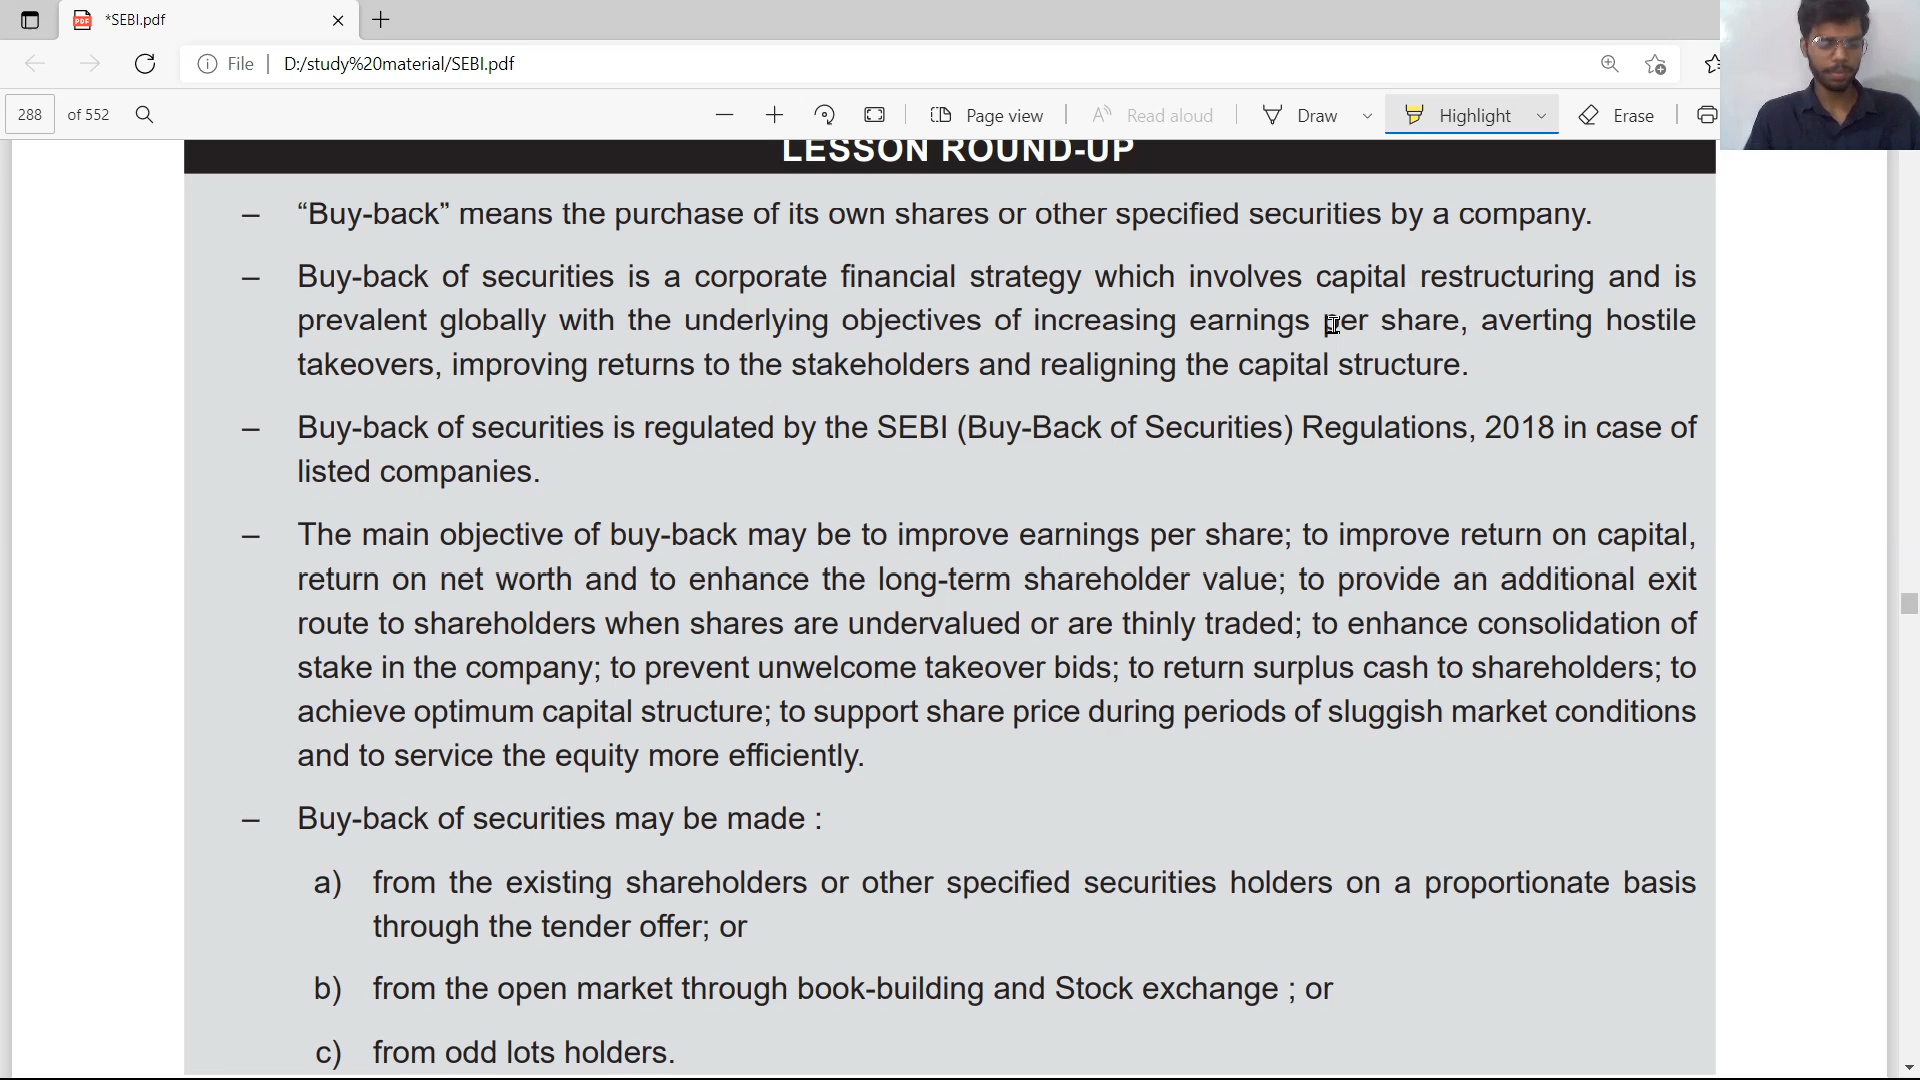 *SEBI.pdf
File
D:/study%20material/SEBI.pdf
288 of 552
Page view
Read aloud
Draw
Highlight
Erase
LESSON ROUND-UP
– “Buy-back” means the purchase of its own shares or other specified securities by a company.
– Buy-back of securities is a corporate financial strategy which involves capital restructuring and is
prevalent globally with the underlying objectives of increasing earnings per share, averting hostile
takeovers, improving returns to the stakeholders and realigning the capital structure.
– Buy-back of securities is regulated by the SEBI (Buy-Back of Securities) Regulations, 2018 in case of
listed companies.
– The main objective of buy-back may be to improve earnings per share; to improve return on capital,
return on net worth and to enhance the long-term shareholder value; to provide an additional exit
route to shareholders when shares are undervalued or are thinly traded; to enhance consolidation of
stake in the company; to prevent unwelcome takeover bids; to return surplus cash to shareholders; to
achieve optimum capital structure; to support share price during periods of sluggish market conditions
and to service the equity more efficiently.
– Buy-back of securities may be made :
a) from the existing shareholders or other specified securities holders on a proportionate basis
through the tender offer; or
b) from the open market through book-building and Stock exchange ; or
c) from odd lots holders.